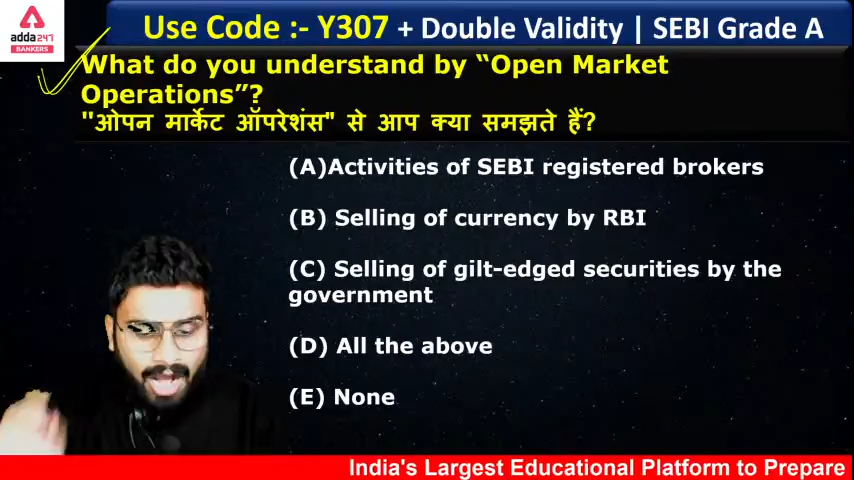 Use Code :- Y307 + Double Validity | SEBI Grade A
adda247
BANKERS
What do you understand by “Open Market
Operations”?
"ओपन मार्केट ऑपरेशंस" से आप क्या समझते हैं?
(A)Activities of SEBI registered brokers
(B) Selling of currency by RBI
(C) Selling of gilt-edged securities by the
government
(D) All the above
(E) None
India's Largest Educational Platform to Prepare